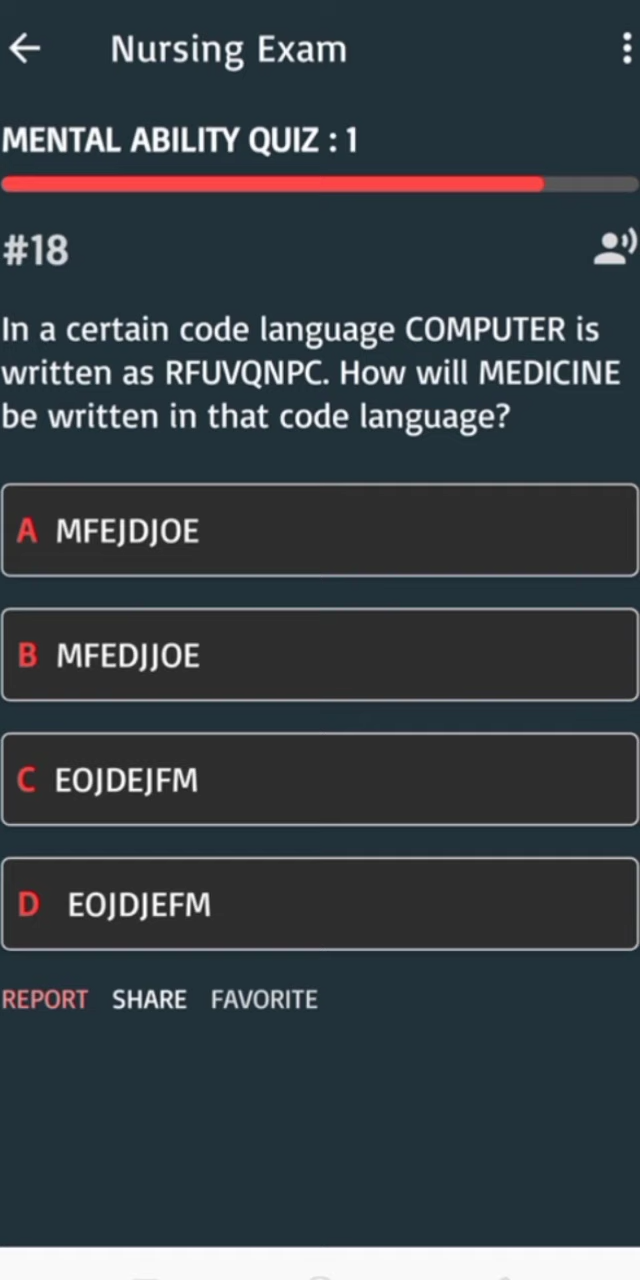 Nursing Exam
MENTAL ABILITY QUIZ : 1
#18
In a certain code language COMPUTER is
written as RFUVQNPC. How will MEDICINE
be written in that code language?
A MFEJDJOE
B MFEDJJOE
C EOJDEJFM
D EOJDJEFM
REPORT SHARE FAVORITE